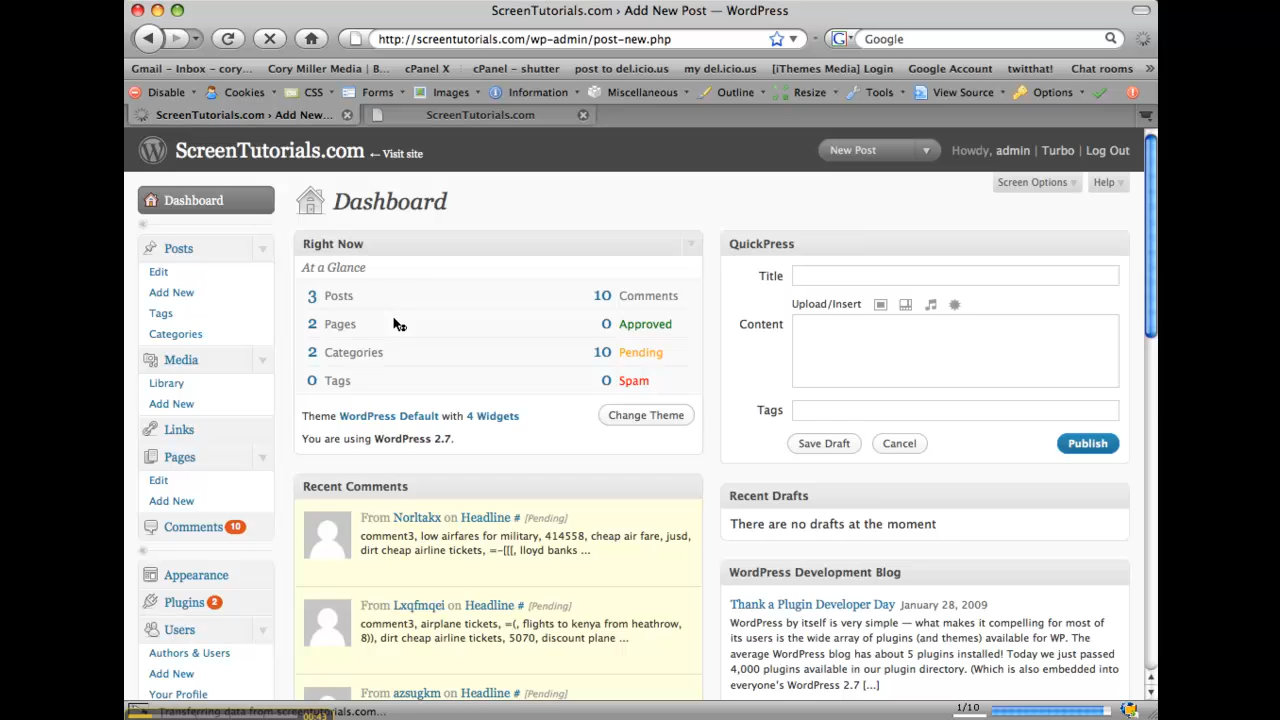 ScreenTutorials.com › Add New Post — WordPress
http://screentutorials.com/wp-admin/post-new.php
Google
Gmail - Inbox - cory... Cory Miller Media | B... cPanel X cPanel - shutter post to del.icio.us my del.icio.us [iThemes Media] Login Google Account twitthat! Chat rooms »
Disable Cookies CSS Forms Images Information Miscellaneous Outline Resize Tools View Source Options
ScreenTutorials.com › Add New... ScreenTutorials.com
ScreenTutorials.com ← Visit site
New Post
Howdy, admin | Turbo | Log Out
Screen Options Help
Dashboard
Posts
Edit
Add New
Tags
Categories
Media
Library
Add New
Links
Pages
Edit
Add New
Comments 10
Appearance
Plugins 2
Users
Authors & Users
Add New
Your Profile
Dashboard
Right Now
At a Glance
3 Posts 10 Comments
2 Pages 0 Approved
2 Categories 10 Pending
0 Tags 0 Spam
Theme WordPress Default with 4 Widgets Change Theme
You are using WordPress 2.7.
Recent Comments
From Norltakx on Headline # [Pending]
comment3, low airfares for military, 414558, cheap air fare, jusd,
dirt cheap airline tickets, =-[[[, lloyd banks ...
From Lxqfmqei on Headline # [Pending]
comment3, airplane tickets, =(, flights to kenya from heathrow,
8)), dirt cheap airline tickets, 5070, discount plane ...
From azsugkm on Headline # [Pending]
QuickPress
Title
Upload/Insert
Content
Tags
Save Draft Cancel Publish
Recent Drafts
There are no drafts at the moment
WordPress Development Blog
Thank a Plugin Developer Day January 28, 2009
WordPress by itself is very simple — what makes it compelling for most of
its users is the wide array of plugins (and themes) available for WP. The
average WordPress blog has about 5 plugins installed! Today we just passed
4,000 plugins available in our plugin directory. (Which is also embedded into
everyone's WordPress 2.7 [...]
Transferring data from screentutorials.com...
1/10